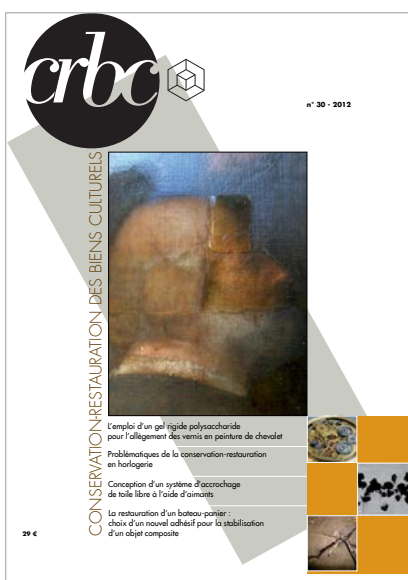 crbc
n° 30 - 2012
CONSERVATION-RESTAURATION DES BIENS CULTURELS
L'emploi d'un gel rigide polysaccharide
pour l'allègement des vernis en peinture de chevalet
Problématiques de la conservation-restauration
en horlogerie
Conception d'un système d'accrochage
de toile libre à l'aide d'aimants
La restauration d'un bateau-panier :
choix d'un nouvel adhésif pour la stabilisation
d'un objet composite
29 €